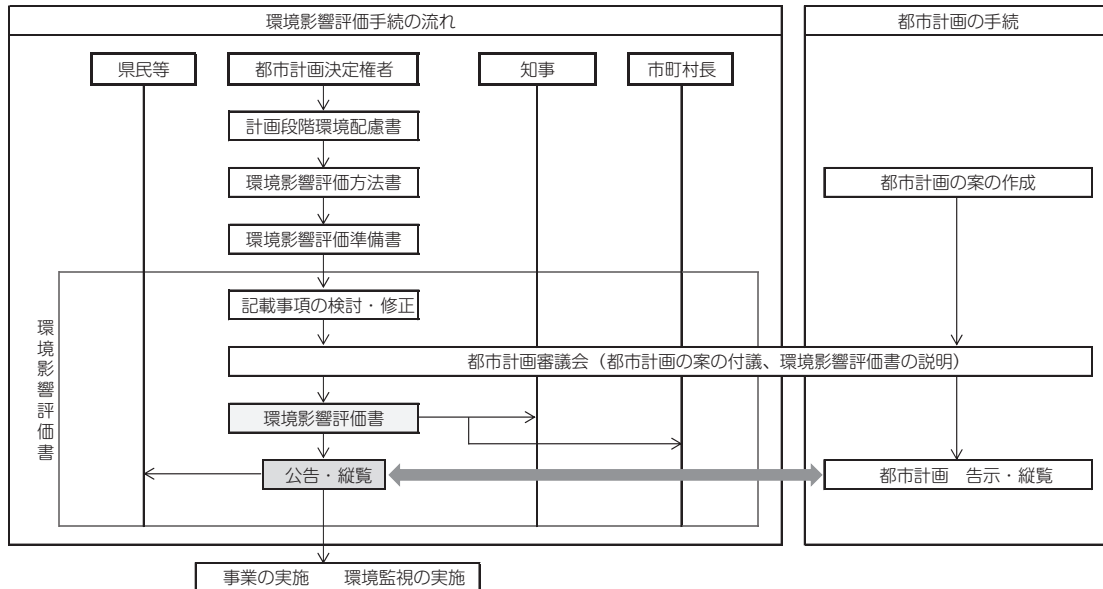 環境影響評価手続の流れ
都市計画の手続
県民等
都市計画決定権者
知事
市町村長
計画段階環境配慮書
環境影響評価方法書
都市計画の案の作成
環境影響評価準備書
環境影響評価書
記載事項の検討・修正
都市計画審議会（都市計画の案の付議、環境影響評価書の説明）
環境影響評価書
公告・縦覧
都市計画　告示・縦覧
事業の実施　　環境監視の実施